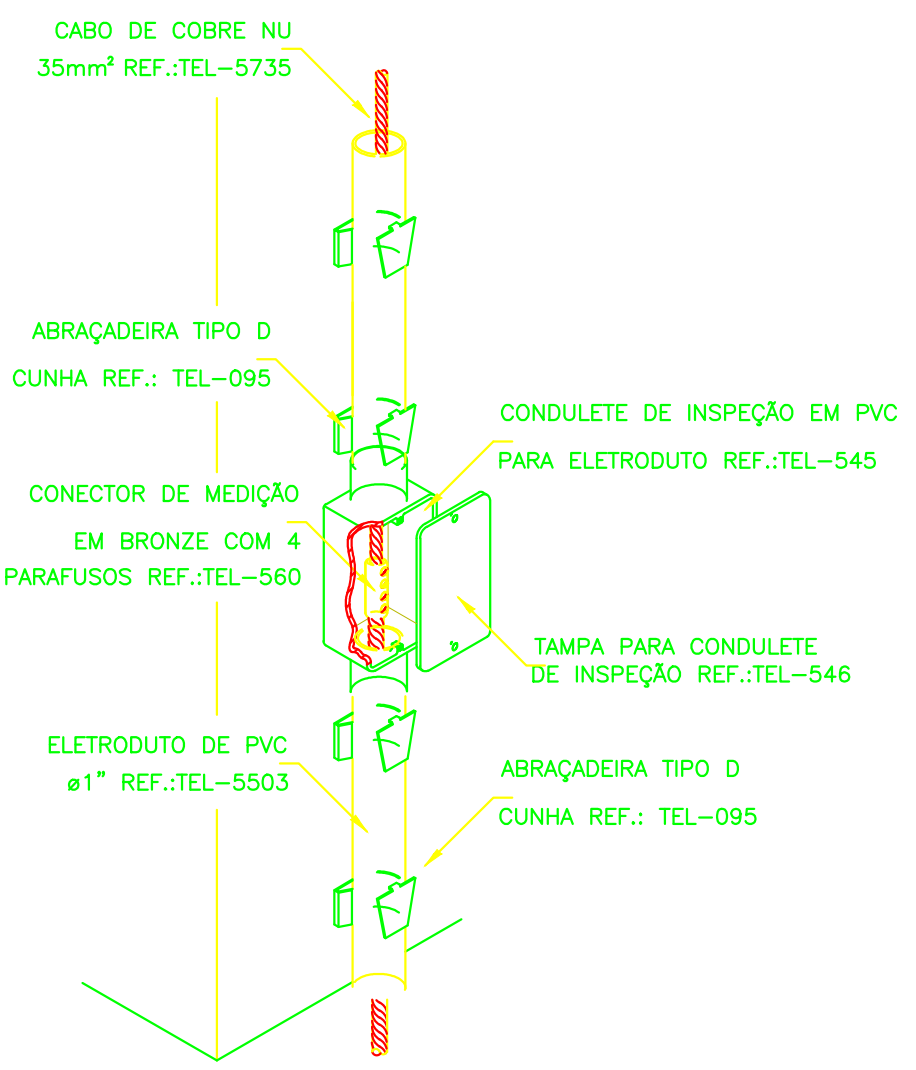 CABO DE COBRE NU
35mm² REF.:TEL-5735
ABRAÇADEIRA TIPO D
CUNHA REF.: TEL-095
CONDULETE DE INSPEÇÃO EM PVC
PARA ELETRODUTO REF.:TEL-545
CONECTOR DE MEDIÇÃO
EM BRONZE COM 4
PARAFUSOS REF.:TEL-560
TAMPA PARA CONDULETE
DE INSPEÇÃO REF.:TEL-546
ELETRODUTO DE PVC
ø1" REF.:TEL-5503
ABRAÇADEIRA TIPO D
CUNHA REF.: TEL-095